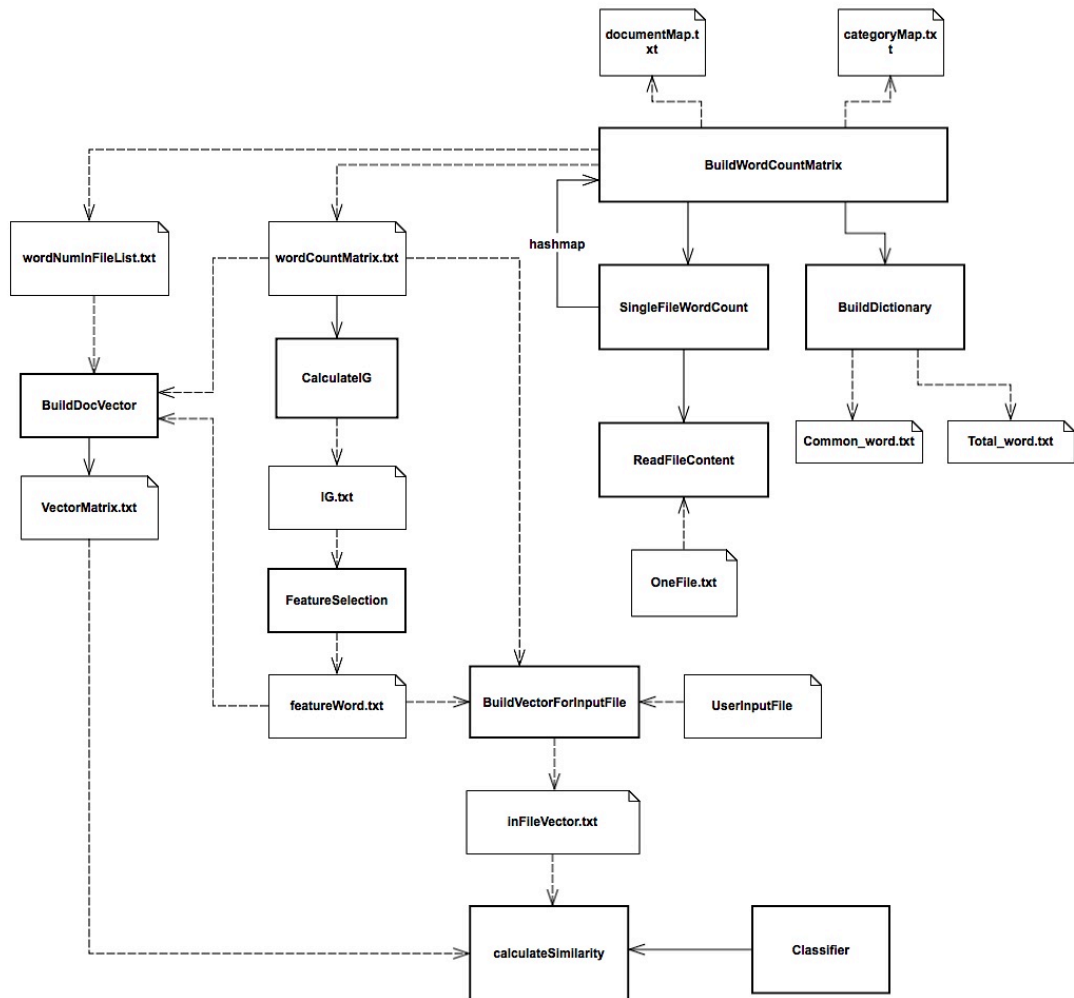 documentMap.t
xt
categoryMap.tx
t
BuildWordCountMatrix
hashmap
wordNumInFileList.txt
wordCountMatrix.txt
SingleFileWordCount
BuildDictionary
CalculateIG
BuildDocVector
Common_word.txt
Total_word.txt
ReadFileContent
IG.txt
VectorMatrix.txt
OneFile.txt
FeatureSelection
featureWord.txt
BuildVectorForInputFile
UserInputFile
inFileVector.txt
calculateSimilarity
Classifier